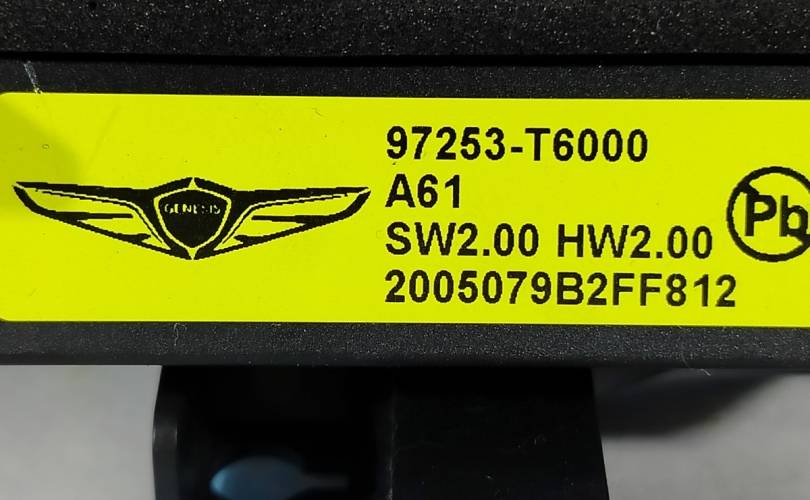 GENESIS
97253-T6000
A61
SW2.00 HW2.00
2005079B2FF812
Pb